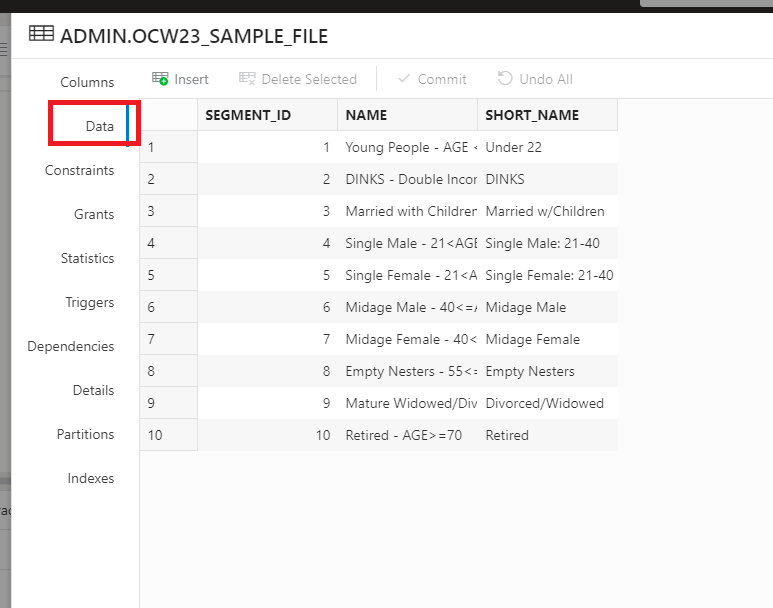 ADMIN.OCW23_SAMPLE_FILE
Columns
Data
Constraints
Grants
Statistics
Triggers
Dependencies
Details
Partitions
Indexes
Insert Delete Selected Commit Undo All
SEGMENT_ID NAME SHORT_NAME
1 1 Young People - AGE < Under 22
2 2 DINKS - Double Incor DINKS
3 3 Married with Children Married w/Children
4 4 Single Male - 21<AGE Single Male: 21-40
5 5 Single Female - 21<A Single Female: 21-40
6 6 Midage Male - 40<=A Midage Male
7 7 Midage Female - 40< Midage Female
8 8 Empty Nesters - 55<= Empty Nesters
9 9 Mature Widowed/Div Divorced/Widowed
10 10 Retired - AGE>=70 Retired